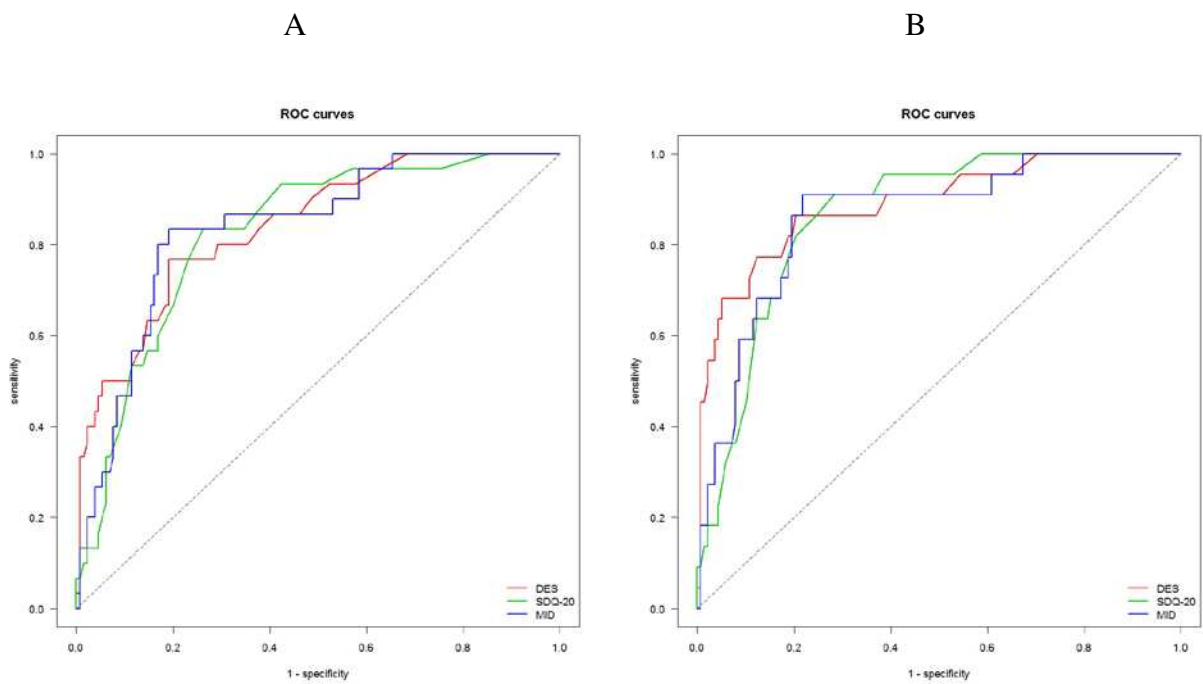 A
B
ROC curves
1.0
0.8
0.6
0.4
0.2
0.0
sensitivity
DES
SDQ-20
MID
0.0 0.2 0.4 0.6 0.8 1.0
1 - specificity
ROC curves
1.0
0.8
0.6
0.4
0.2
0.0
sensitivity
DES
SDQ-20
MID
0.0 0.2 0.4 0.6 0.8 1.0
1 - specificity